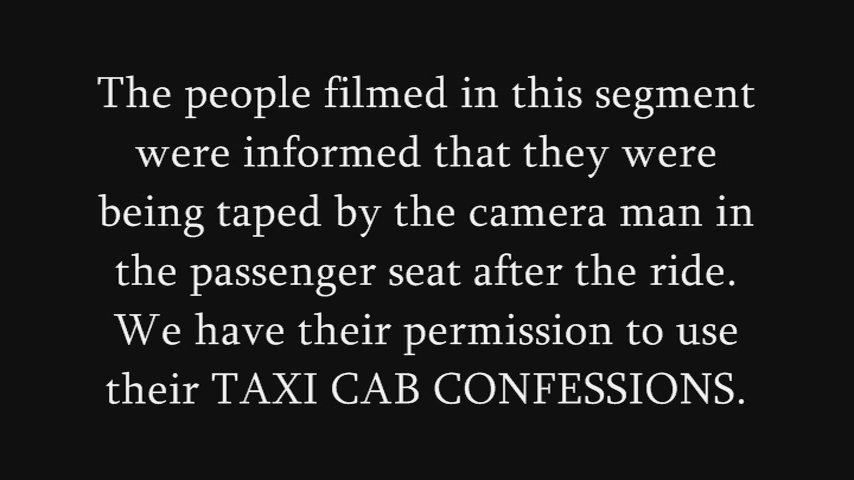 The people filmed in this segment
were informed that they were
being taped by the camera man in
the passenger seat after the ride.
We have their permission to use
their TAXI CAB CONFESSIONS.